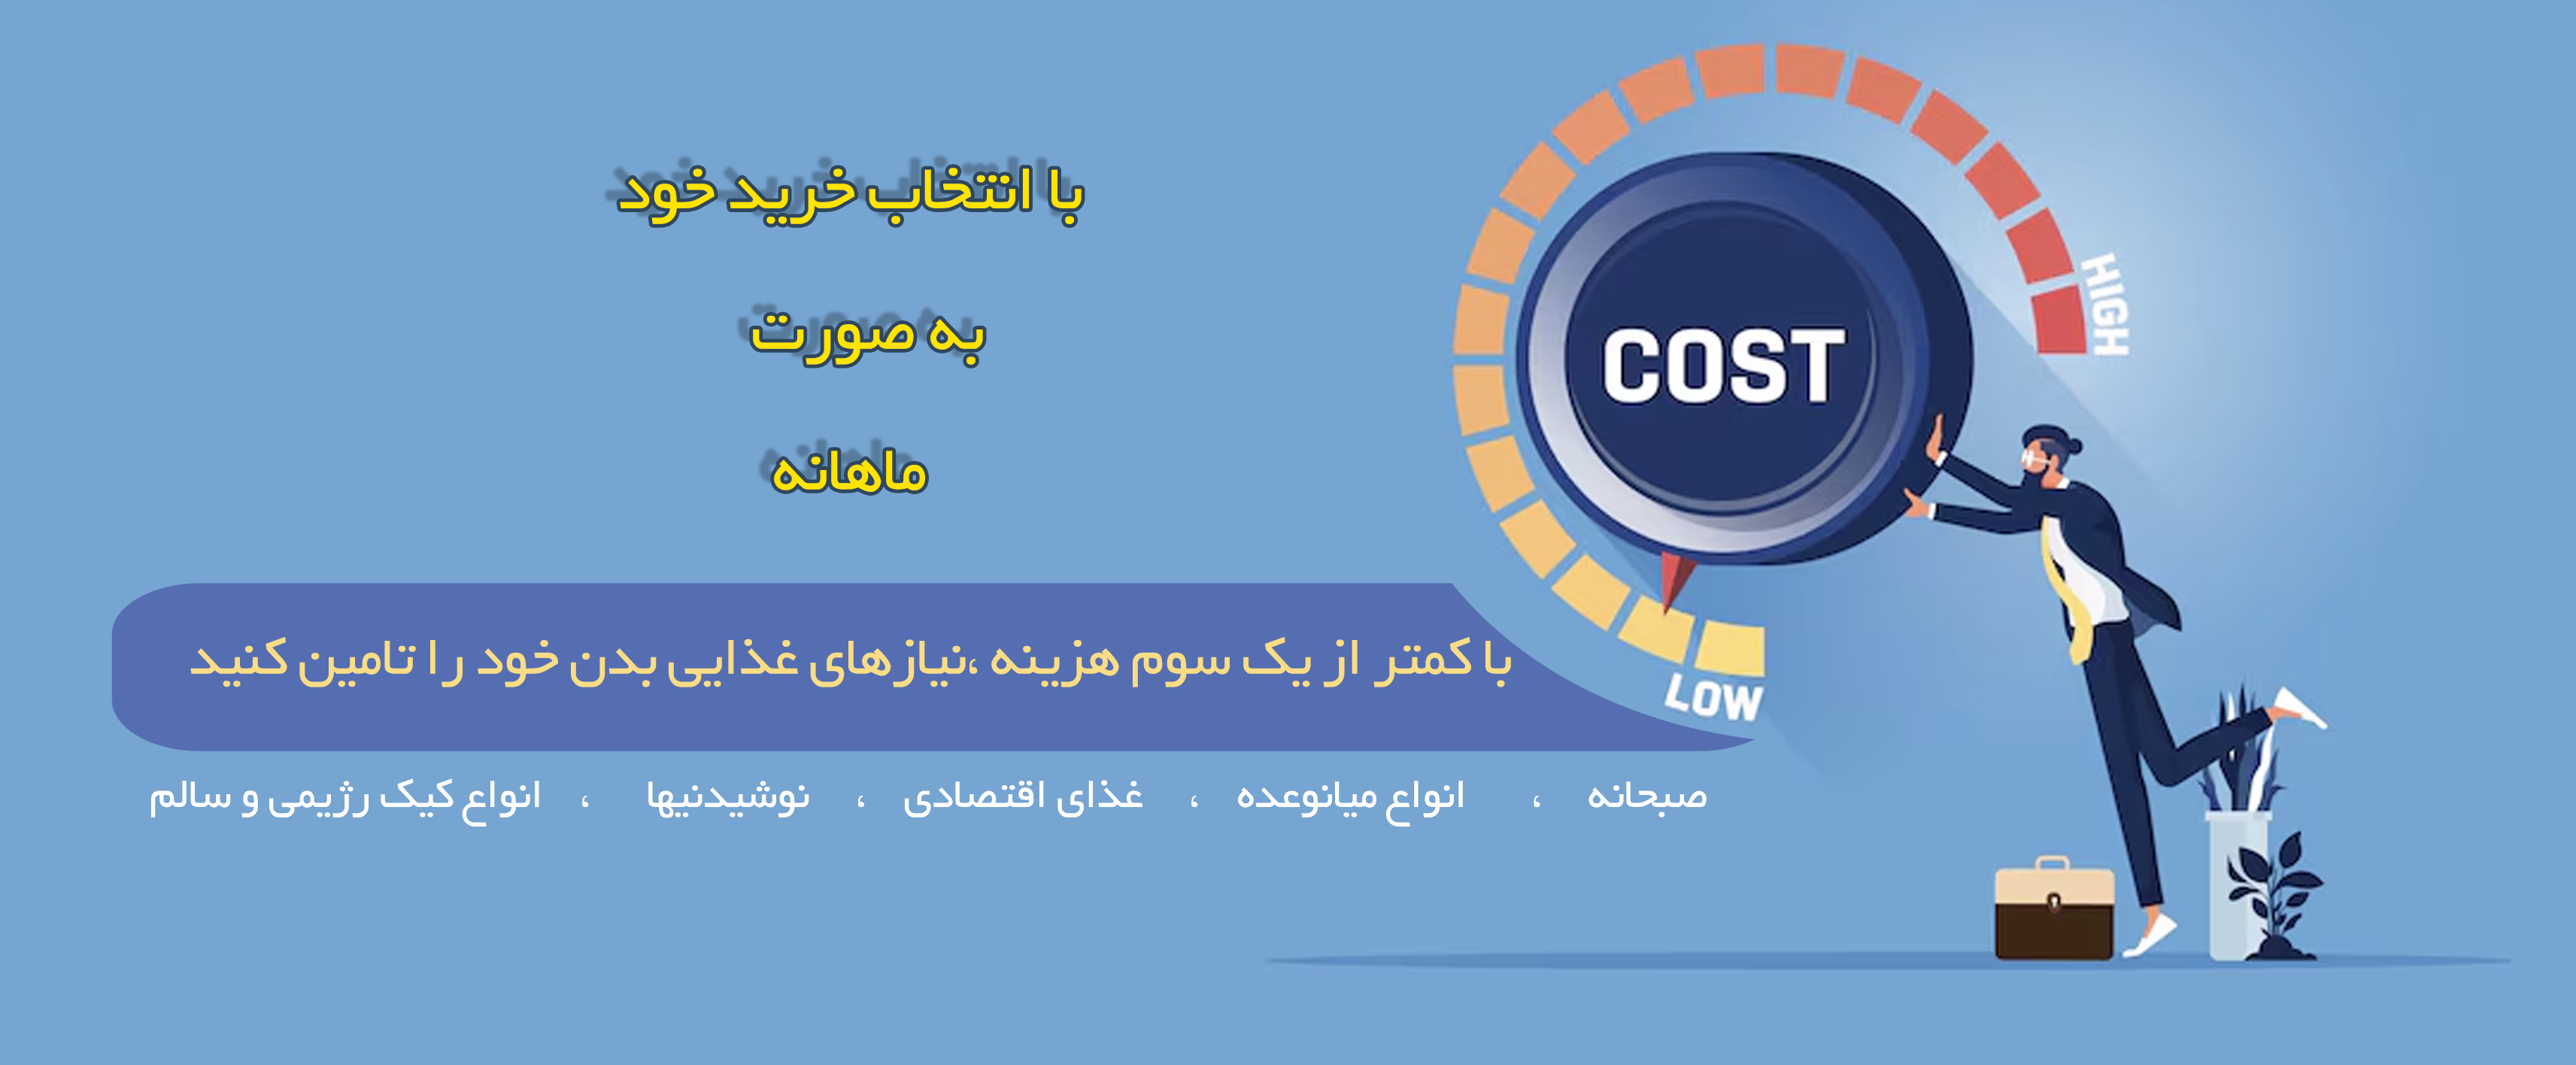 با انتخاب خرید خود
به صورت
ماهانه
HIGH
COST
LOW
با کمتر از یک سوم هزینه ،نیازهای غذایی بدن خود را تامین کنید
صبحانه ، انواع میانوعده ، غذای اقتصادی ، نوشیدنیها ، انواع کیک رژیمی و سالم